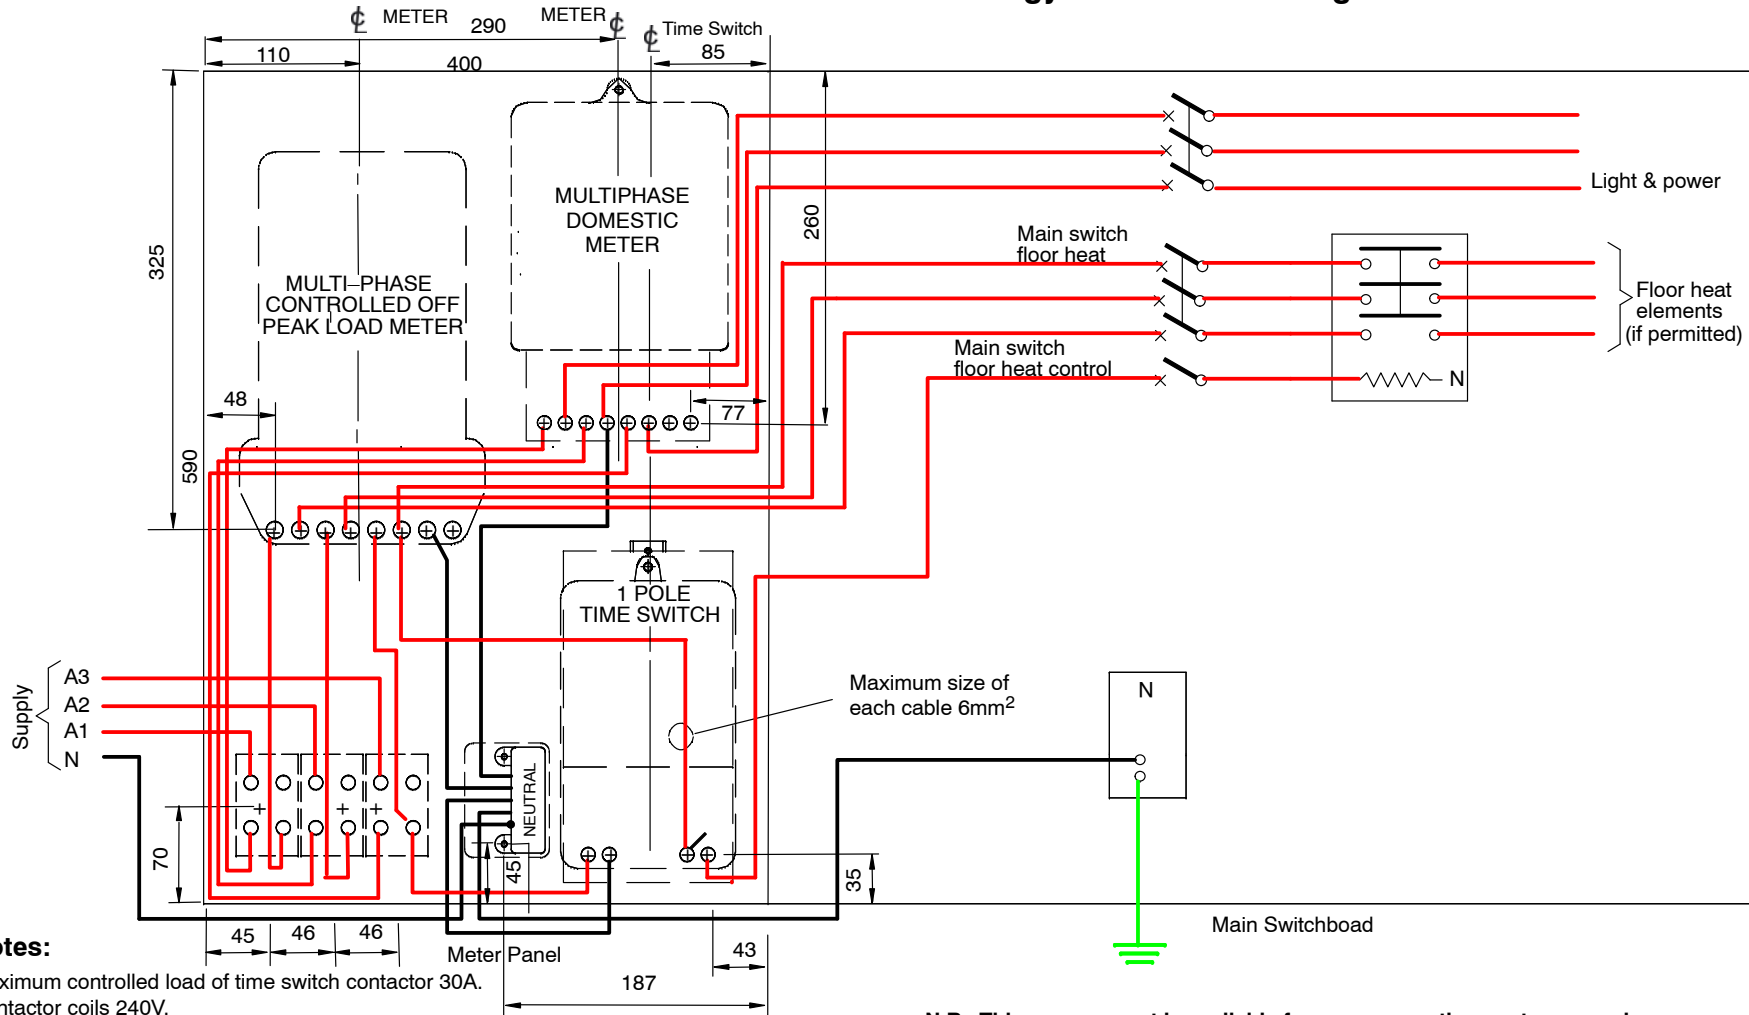 METER
METER
290
Time Switch
110
400
85
MULTIPHASE
DOMESTIC
METER
Light & power
260
325
Main switch
floor heat
MULTI–PHASE
CONTROLLED OFF
PEAK LOAD METER
Floor heat
elements
(if permitted)
Main switch
floor heat control
N
48
77
590
1 POLE
TIME SWITCH
Supply
A3
A2
A1
N
Maximum size of
each cable 6mm2
N
NEUTRAL
70
45
35
45
46
46
Meter Panel
43
Main Switchboad
187
otes:
ximum controlled load of time switch contactor 30A.
ntactor coils 240V.